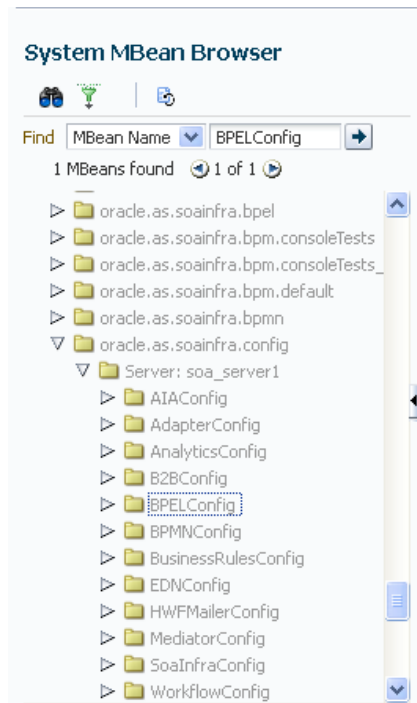 System MBean Browser
Find MBean Name BPELConfig
1 MBeans found 1 of 1
oracle.as.soainfra.bpel
oracle.as.soainfra.bpm.consoleTests
oracle.as.soainfra.bpm.consoleTests_
oracle.as.soainfra.bpm.default
oracle.as.soainfra.bpmn
oracle.as.soainfra.config
Server: soa_server1
AIAConfig
AdapterConfig
AnalyticsConfig
B2BConfig
BPELConfig
BPMNConfig
BusinessRulesConfig
EDNConfig
HWFMailerConfig
MediatorConfig
SoaInfraConfig
WorkflowConfig